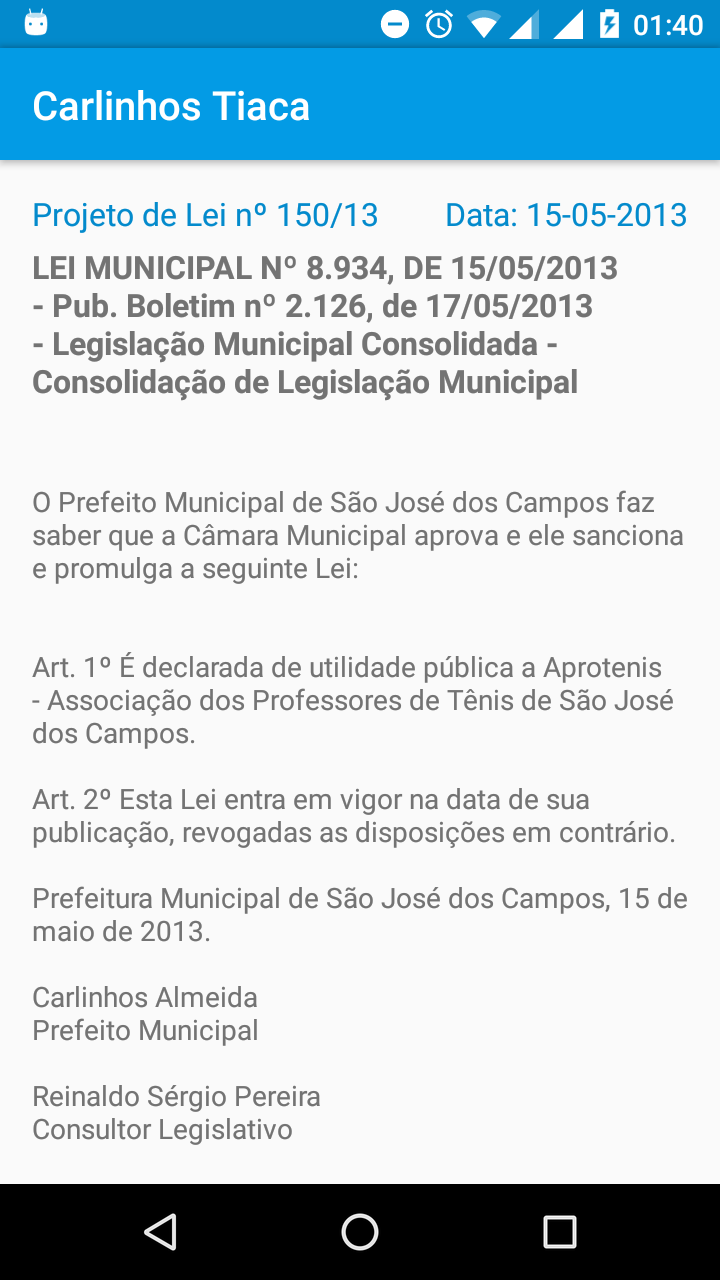 01:40
Carlinhos Tiaca
Projeto de Lei nº 150/13 Data: 15-05-2013
LEI MUNICIPAL Nº 8.934, DE 15/05/2013
- Pub. Boletim nº 2.126, de 17/05/2013
- Legislação Municipal Consolidada -
Consolidação de Legislação Municipal
O Prefeito Municipal de São José dos Campos faz
saber que a Câmara Municipal aprova e ele sanciona
e promulga a seguinte Lei:
Art. 1º É declarada de utilidade pública a Aprotenis
- Associação dos Professores de Tênis de São José
dos Campos.
Art. 2º Esta Lei entra em vigor na data de sua
publicação, revogadas as disposições em contrário.
Prefeitura Municipal de São José dos Campos, 15 de
maio de 2013.
Carlinhos Almeida
Prefeito Municipal
Reinaldo Sérgio Pereira
Consultor Legislativo